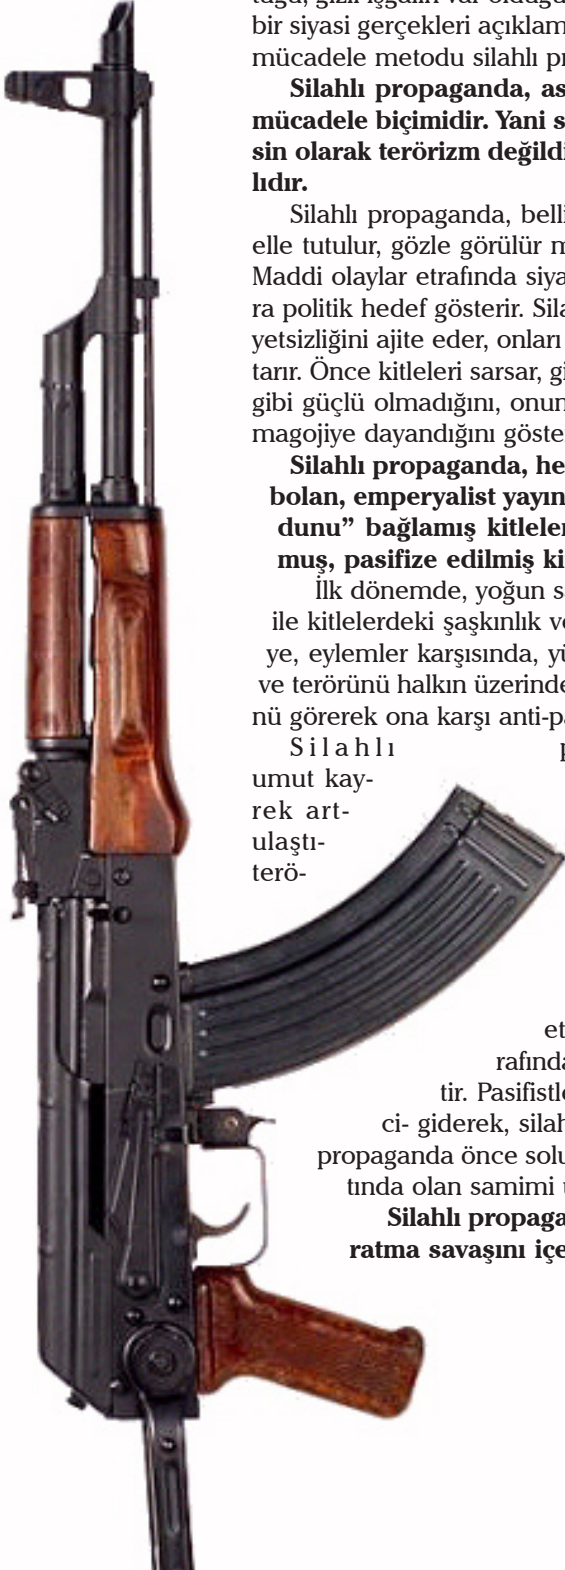 bir siyasi gerçekleri açıklam
mücadele metodu silahlı pr
Silahlı propaganda, as
mücadele biçimidir. Yani s
sin olarak terörizm değildi
lıdır.
Silahlı propaganda, belli
elle tutulur, gözle görülür m
Maddi olaylar etrafında siya
ra politik hedef gösterir. Sila
yetsizliğini ajite eder, onları
tarır. Önce kitleleri sarsar, gi
gibi güçlü olmadığını, onun
magojiye dayandığını göste
Silahlı propaganda, he
bolan, emperyalist yayın
dunu” bağlamış kitleler
muş, pasifize edilmiş ki
İlk dönemde, yoğun s
ile kitlelerdeki şaşkınlık ve
ye, eylemler karşısında, yü
ve terörünü halkın üzerinde
nü görerek ona karşı anti-pa
Silahlı p
umut kay-
rek art-
ulaştı-
terö-
et
rafında
tir. Pasifistle
ci- giderek, silah
propaganda önce solu
tında olan samimi u
Silahlı propaga
ratma savaşını içe